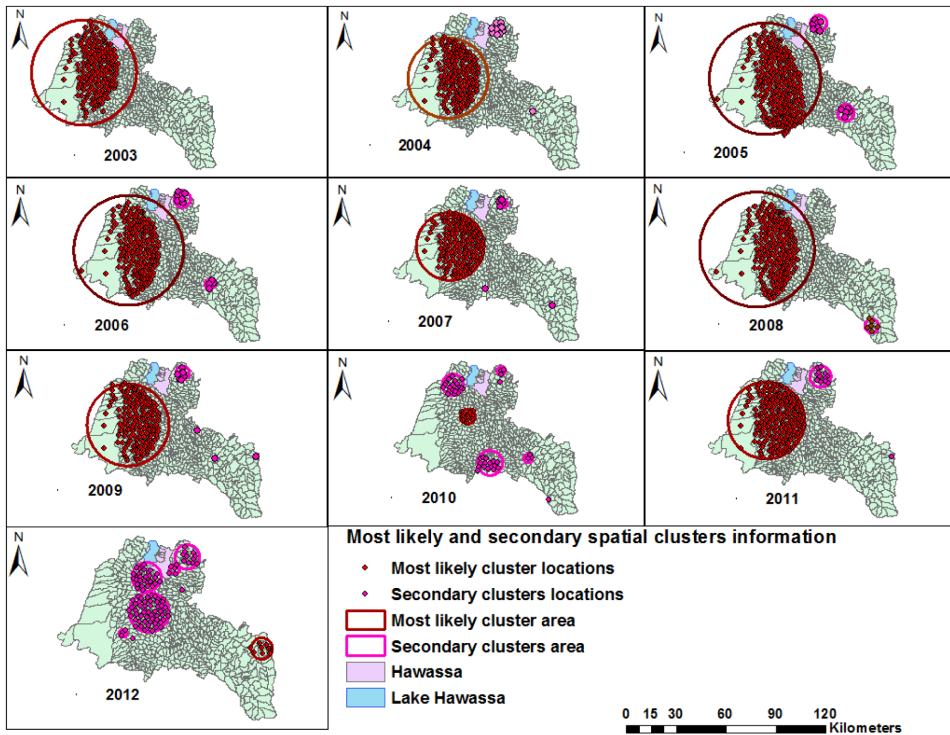 N
N
N
2003
2004
2005
N
N
N
2006
2007
2008
N
N
N
2009
2010
2011
N
2012
Most likely and secondary spatial clusters information
Most likely cluster locations
Secondary clusters locations
Most likely cluster area
Secondary clusters area
Hawassa
Lake Hawassa
0 15 30 60 90 120
Kilometers